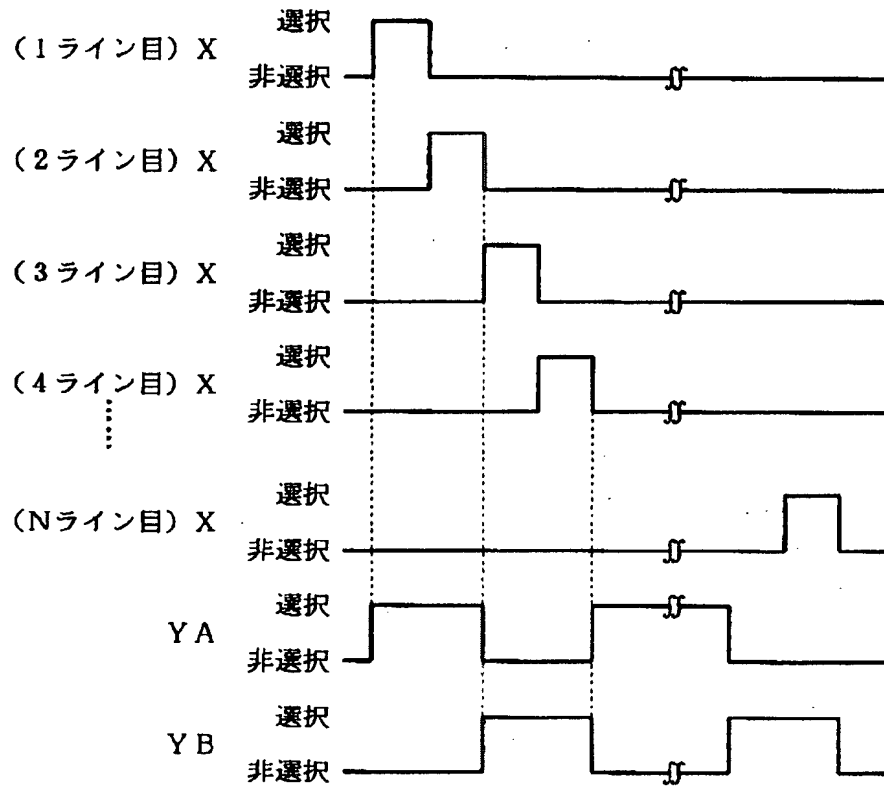 選択
(1ライン目) X
非選択
選択
(2ライン目) X
非選択
選択
(3ライン目) X
非選択
選択
(4ライン目) X
非選択
選択
(Nライン目) X
非選択
選択
YA
非選択
選択
YB
非選択